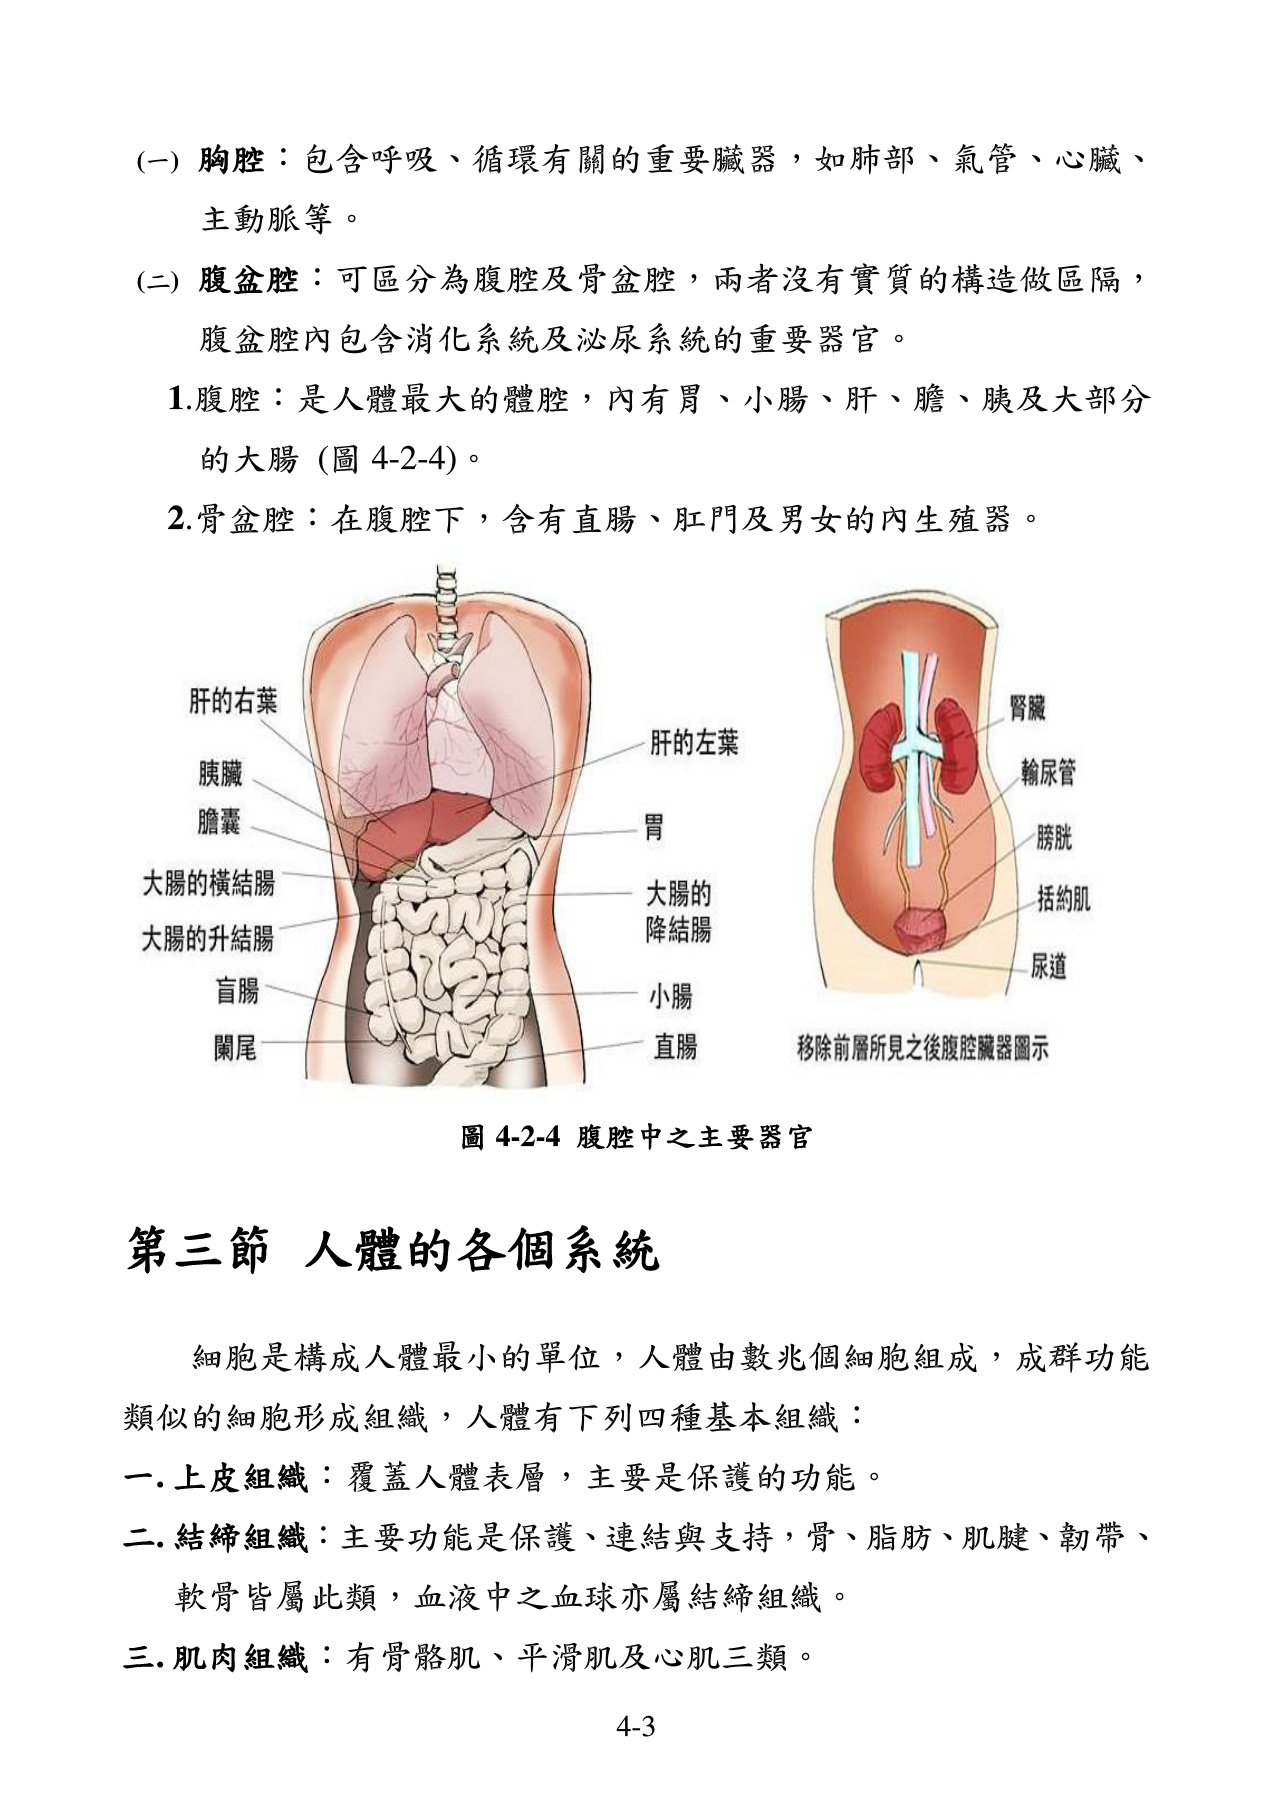 (一) 胸腔：包含呼吸、循環有關的重要臟器，如肺部、氣管、心臟、
主動脈等。
(二) 腹盆腔：可區分為腹腔及骨盆腔，兩者沒有實質的構造做區隔，
腹盆腔內包含消化系統及泌尿系統的重要器官。
1.腹腔：是人體最大的體腔，內有胃、小腸、肝、膽、胰及大部分
的大腸 (圖 4-2-4)。
2.骨盆腔：在腹腔下，含有直腸、肛門及男女的內生殖器。
肝的右葉
胰臟
膽囊
大腸的橫結腸
大腸的升結腸
盲腸
闌尾
肝的左葉
胃
大腸的
降結腸
小腸
直腸
腎臟
輸尿管
膀胱
括約肌
尿道
移除前層所見之後腹腔臟器圖示
圖 4-2-4 腹腔中之主要器官
第三節 人體的各個系統
細胞是構成人體最小的單位，人體由數兆個細胞組成，成群功能
類似的細胞形成組織，人體有下列四種基本組織：
一.上皮組織：覆蓋人體表層，主要是保護的功能。
二.結締組織：主要功能是保護、連結與支持，骨、脂肪、肌腱、韌帶、
軟骨皆屬此類，血液中之血球亦屬結締組織。
三.肌肉組織：有骨骼肌、平滑肌及心肌三類。
4-3